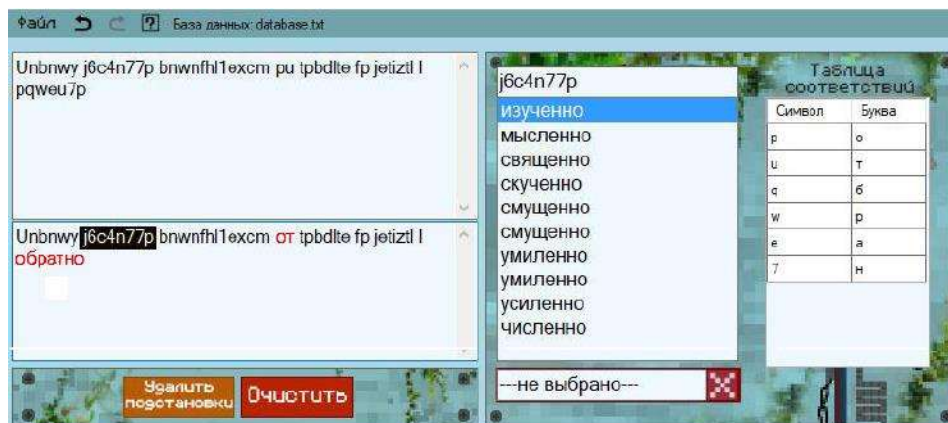 Файл ? База данных: database.txt
Unbnwy j6c4n77p bnwnfhl1excm pu tpbdlte fp jetiztl l
pqweu7p
Unbnwy j6c4n77p bnwnfhl1excm от tpbdlte fp jetiztl l
обратно
Удалить
подстановки
Очистить
j6c4n77p
изученно
мысленно
священно
скученно
смущенно
смущенно
умиленно
умиленно
усиленно
численно
---не выбрано---
Таблица
соответствий
Символ Буква
p о
u т
q б
w р
e а
7 н